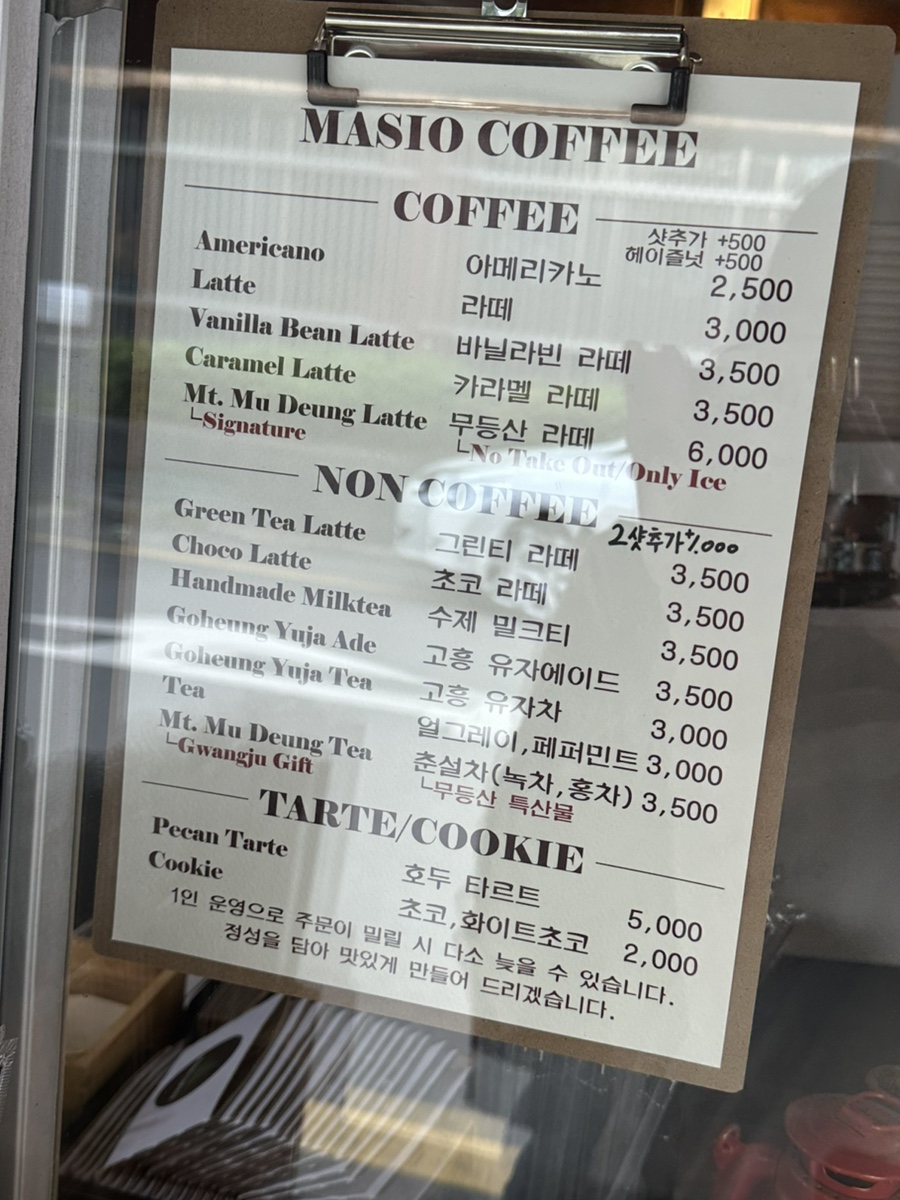 MASIO COFFEE
COFFEE
샷추가 +500
헤이즐넛 +500
Americano 아메리카노 2,500
Latte 라떼 3,000
Vanilla Bean Latte 바닐라빈 라떼 3,500
Caramel Latte 카라멜 라떼 3,500
Mt. Mu Deung Latte 무등산 라떼 6,000
└Signature └No Take Out/Only Ice
NON COFFEE
2샷추가+1,000
Green Tea Latte 그린티 라떼 3,500
Choco Latte 초코 라떼 3,500
Handmade Milktea 수제 밀크티 3,500
Goheung Yuja Ade 고흥 유자에이드 3,500
Goheung Yuja Tea 고흥 유자차 3,000
Tea 얼그레이,페퍼민트 3,000
Mt. Mu Deung Tea 춘설차(녹차,홍차) 3,500
└Gwangju Gift └무등산 특산물
TARTE/COOKIE
Pecan Tarte 호두 타르트 5,000
Cookie 초코,화이트초코 2,000
1인 운영으로 주문이 밀릴 시 다소 늦을 수 있습니다.
정성을 담아 맛있게 만들어 드리겠습니다.